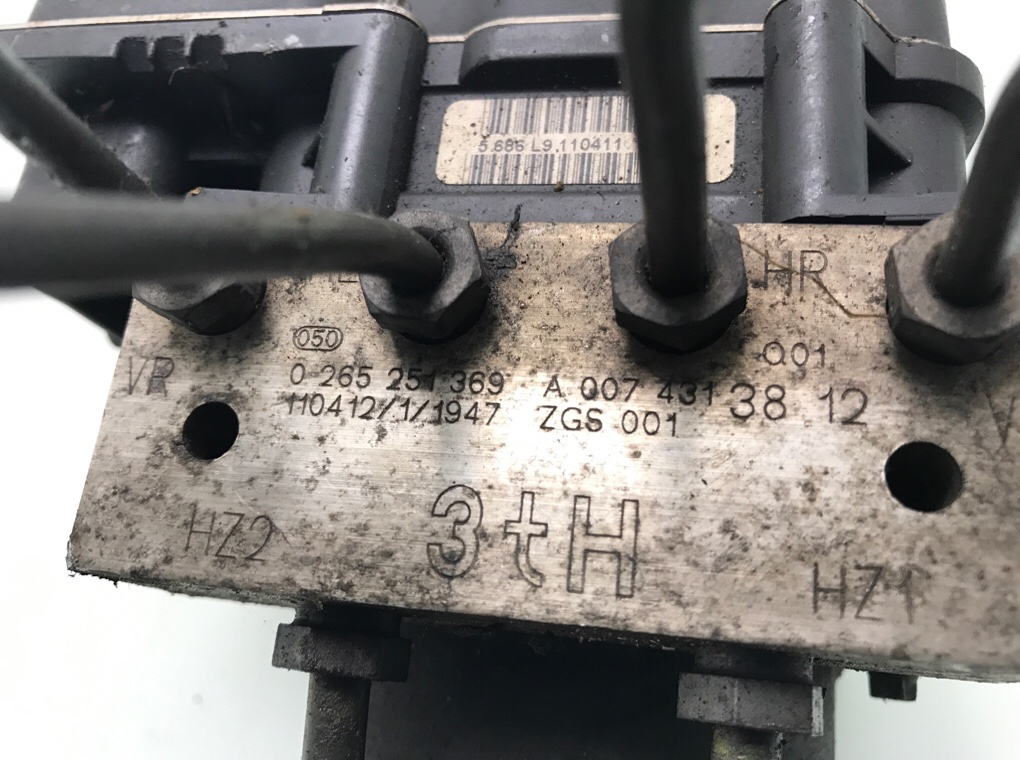 5.686 L9.110411
HR
050
001
VR
0 265 251 369 A 007 431 38 12
110412/1/1947 ZGS 001
3tH
HZ2
HZ1